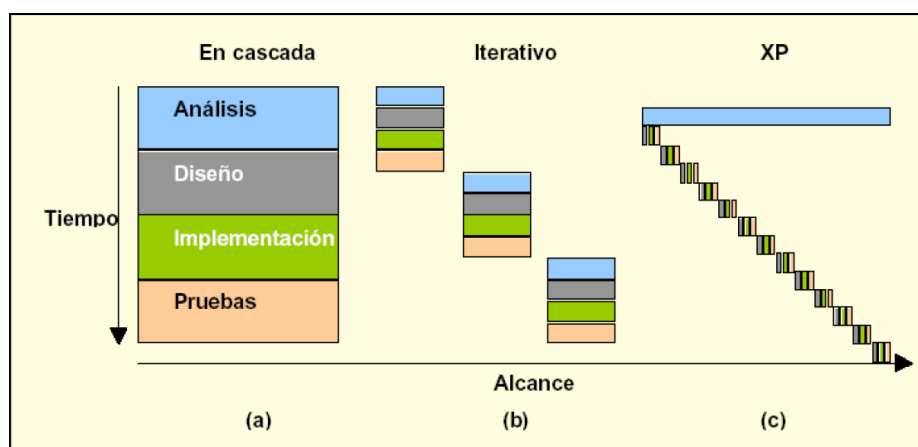 En cascada
Iterativo
XP
Análisis
Diseño
Tiempo
Implementación
Pruebas
Alcance
(a)
(b)
(c)